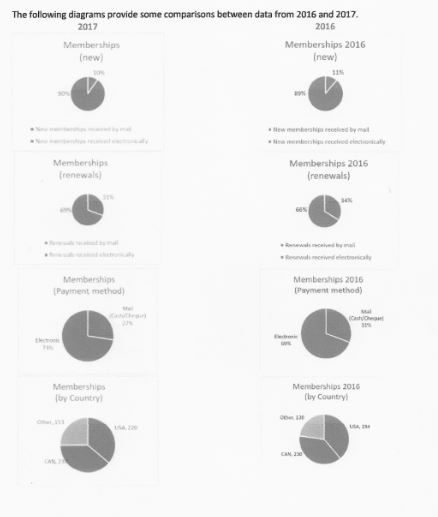 The following diagrams provide some comparisons between data from 2016 and 2017.
2017
2016
Memberships
(new)
10%
90%
New memberships received by mail
New memberships received electronically
Memberships 2016
(new)
11%
89%
New memberships received by mail
New memberships received electronically
Memberships
(renewals)
31%
69%
Renewals received by mail
Renewals received electronically
Memberships 2016
(renewals)
34%
66%
Renewals received by mail
Renewals received electronically
Memberships
(Payment method)
Mail
(Cash/Cheque)
27%
Electronic
73%
Memberships 2016
(Payment method)
Mail
(Cash/Cheque)
31%
Electronic
69%
Memberships
(by Country)
Other, 153
USA, 220
CAN,
Memberships 2016
(by Country)
Other,
USA,
CAN, 230